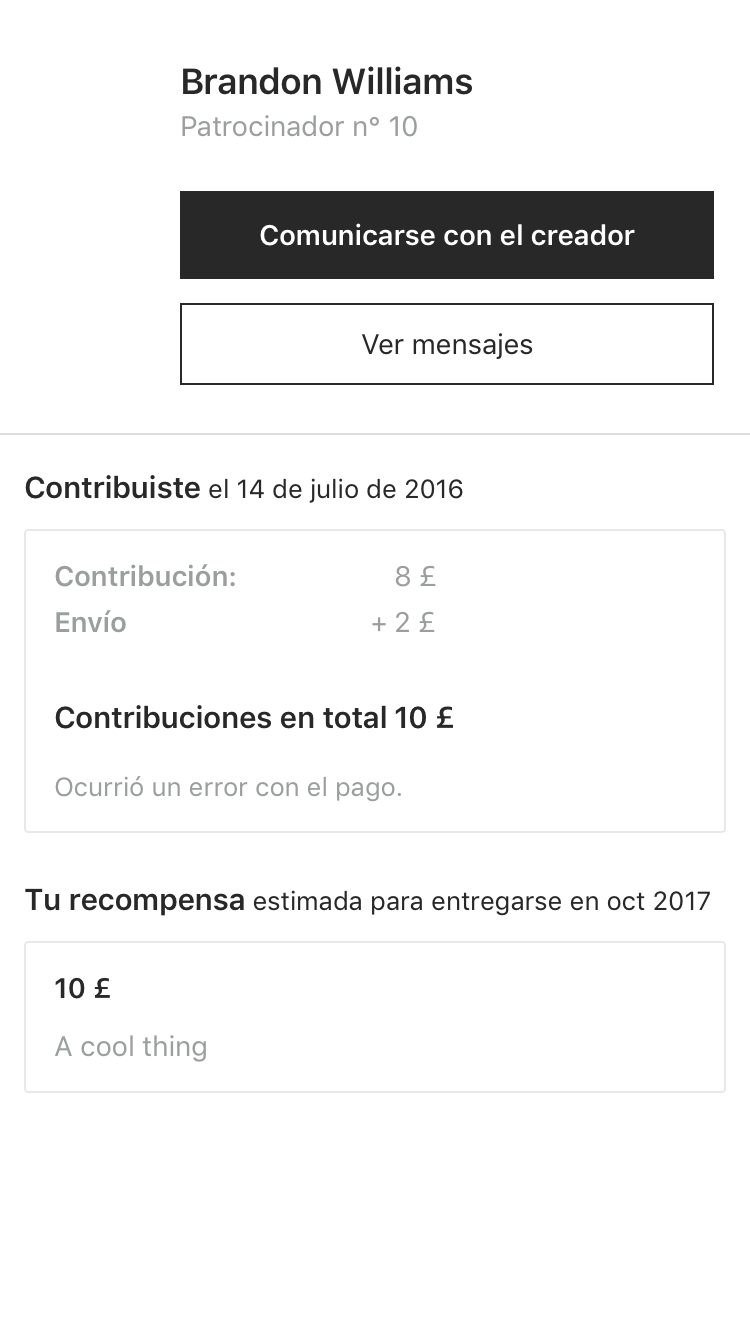 Brandon Williams
Patrocinador n° 10
Comunicarse con el creador
Ver mensajes
Contribuiste el 14 de julio de 2016
Contribución: 8 £
Envío + 2 £
Contribuciones en total 10 £
Ocurrió un error con el pago.
Tu recompensa estimada para entregarse en oct 2017
10 £
A cool thing